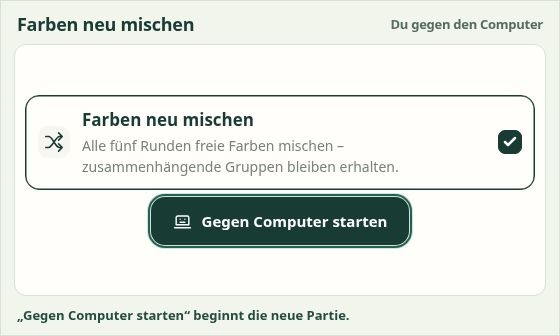 Farben neu mischen
Du gegen den Computer
Farben neu mischen
Alle fünf Runden freie Farben mischen –
zusammenhängende Gruppen bleiben erhalten.
Gegen Computer starten
„Gegen Computer starten“ beginnt die neue Partie.